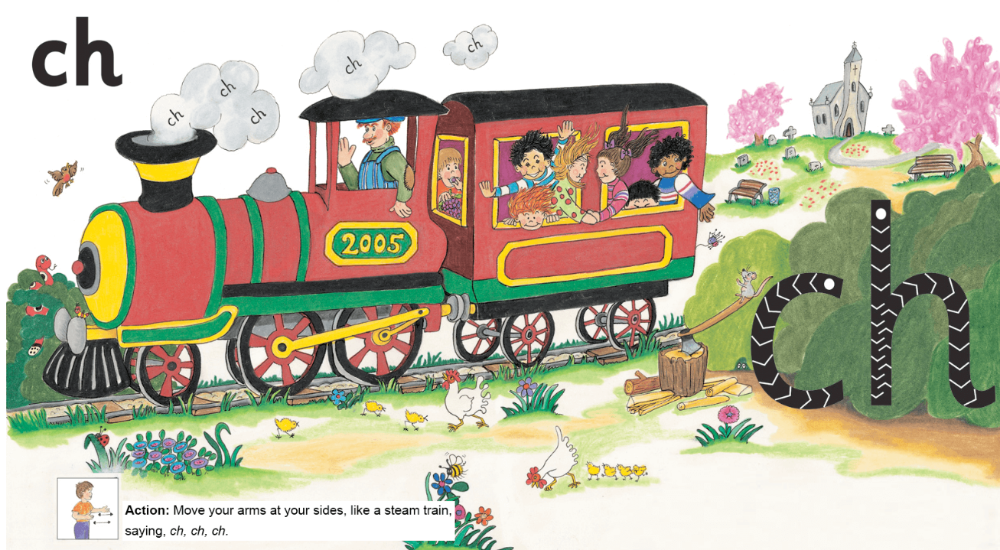 ch
ch
ch
ch
ch
ch
2005
ch
Action: Move your arms at your sides, like a steam train,
saying, ch, ch, ch.